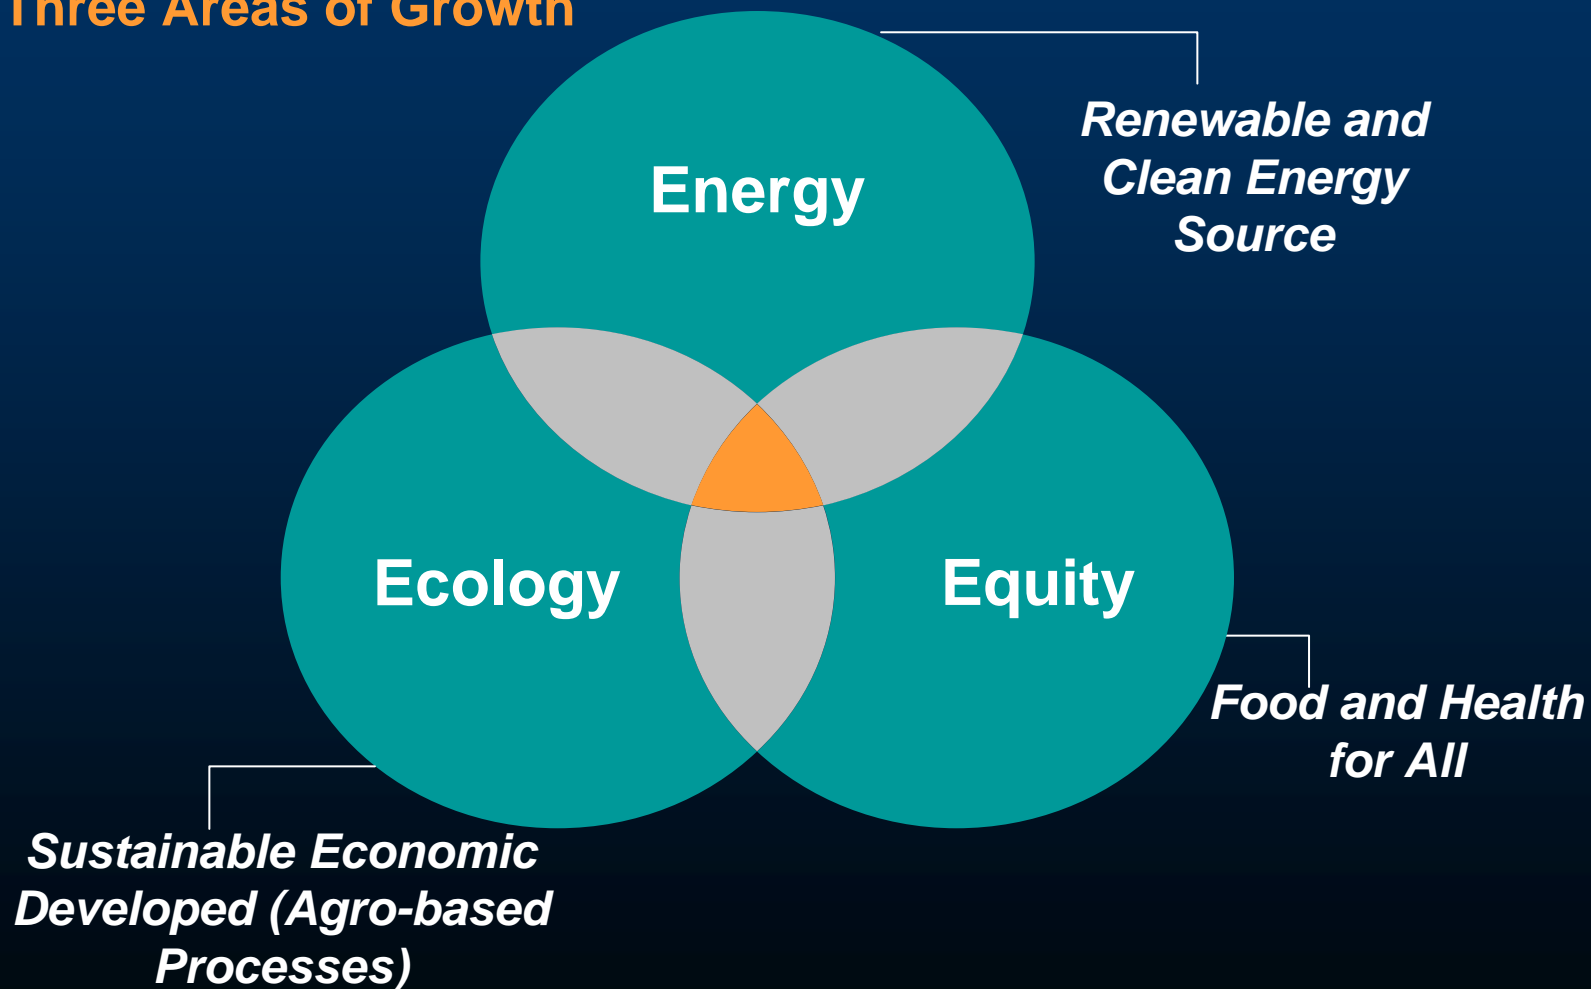 Three Areas of Growth
Energy
Renewable and
Clean Energy
Source
Ecology
Equity
Food and Health
for All
Sustainable Economic
Developed (Agro-based
Processes)